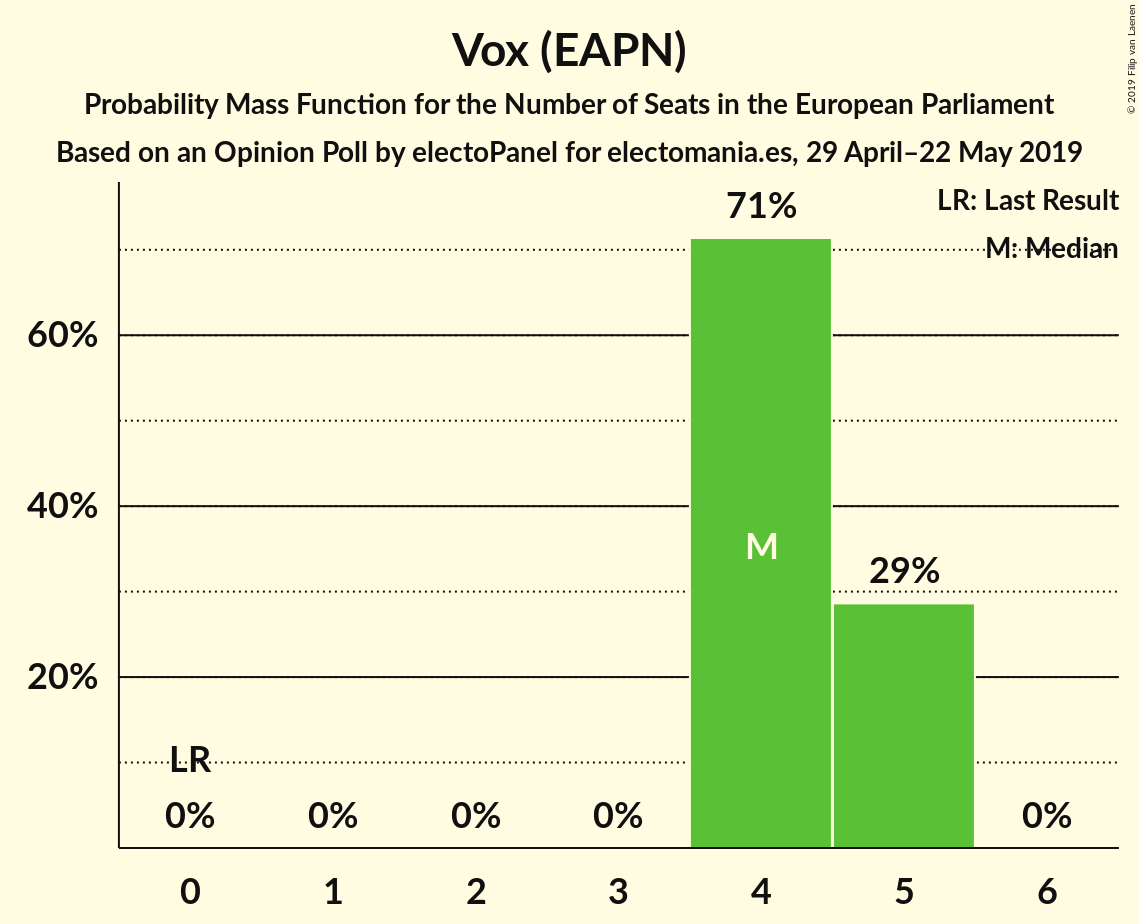 Vox (EAPN)
Probability Mass Function for the Number of Seats in the European Parliament
Based on an Opinion Poll by electoPanel for electomania.es, 29 April–22 May 2019
© 2019 Filip van Laenen
LR: Last Result
M: Median
71%
60%
40%
M
29%
20%
LR
0% 0% 0% 0% 0%
0 1 2 3 4 5 6